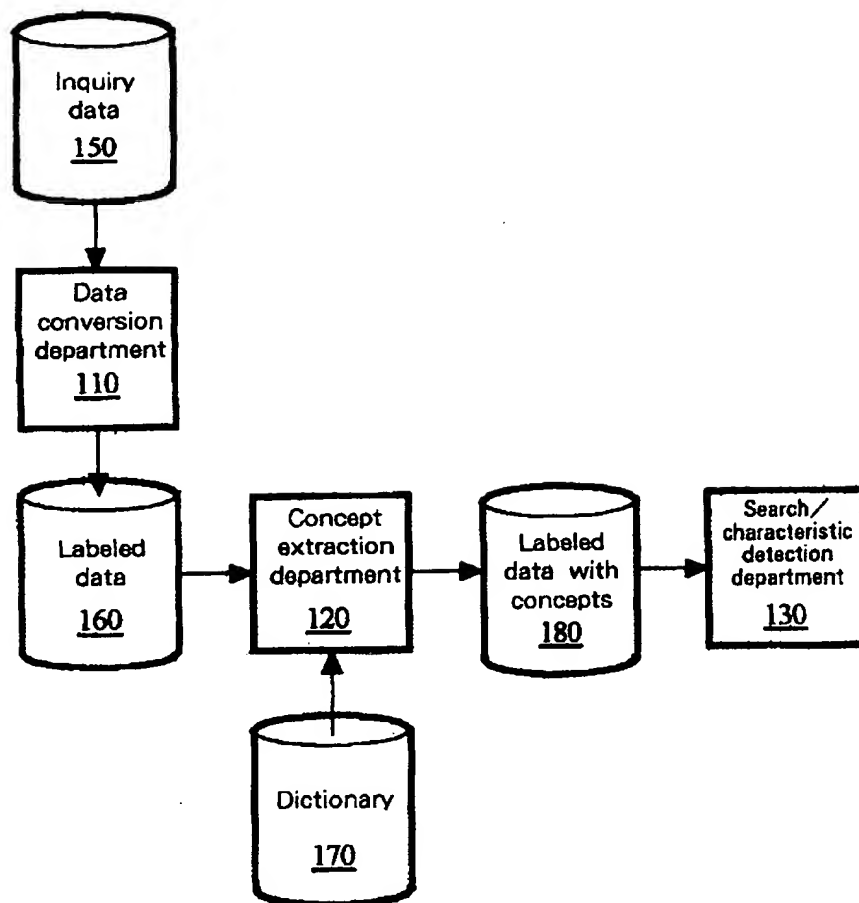 Inquiry
data
150
Data
conversion
department
110
Labeled
data
160
Concept
extraction
department
120
Labeled
data with
concepts
180
Search/
characteristic
detection
department
130
Dictionary
170